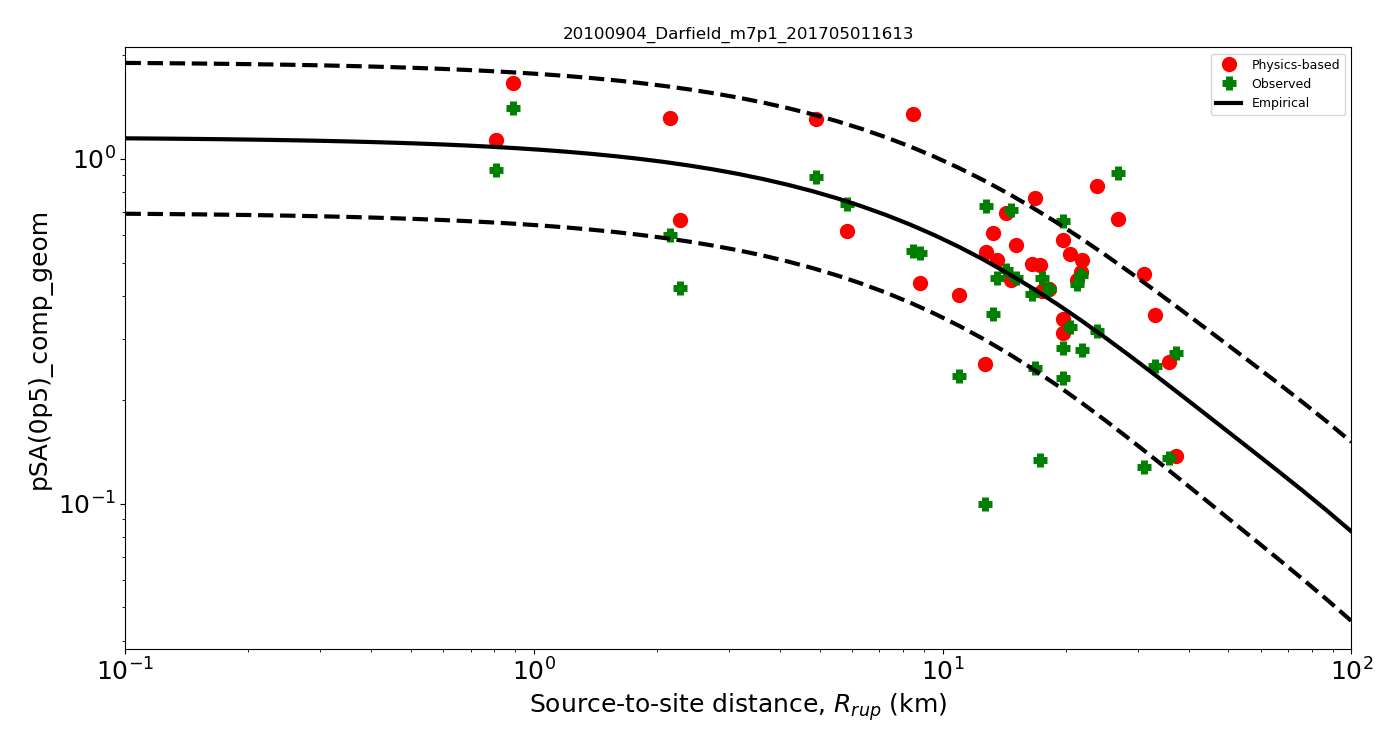 20100904_Darfield_m7p1_201705011613
Physics-based
Observed
Empirical
pSA(0p5)_comp_geom
10⁰
10⁻¹
10⁻¹
10⁰
10¹
10²
Source-to-site distance, R_rup (km)